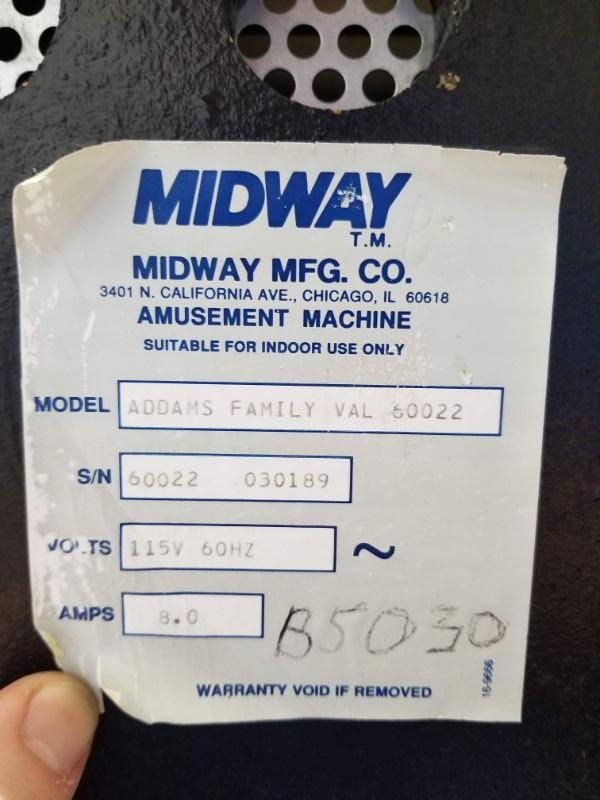 MIDWAY
T.M.
MIDWAY MFG. CO.
3401 N. CALIFORNIA AVE., CHICAGO, IL 60618
AMUSEMENT MACHINE
SUITABLE FOR INDOOR USE ONLY
MODEL ADDAMS FAMILY VAL 60022
S/N 60022 030189
VOLTS 115V 60HZ ~
AMPS 8.0
B5030
WARRANTY VOID IF REMOVED
16-9666